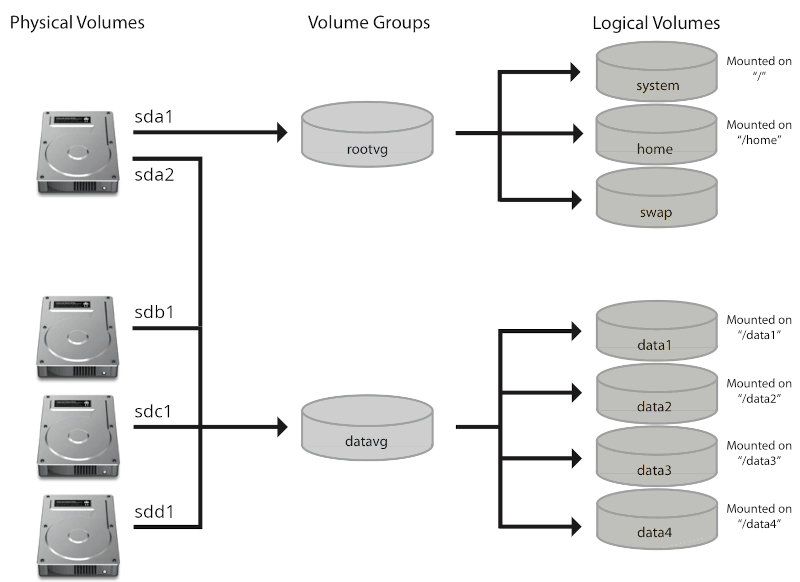 Physical Volumes
Volume Groups
Logical Volumes
sda1
sda2
sdb1
sdc1
sdd1
rootvg
datavg
system
Mounted on
“/”
home
Mounted on
“/home”
swap
data1
Mounted on
“/data1”
data2
Mounted on
“/data2”
data3
Mounted on
“/data3”
data4
Mounted on
“/data4”